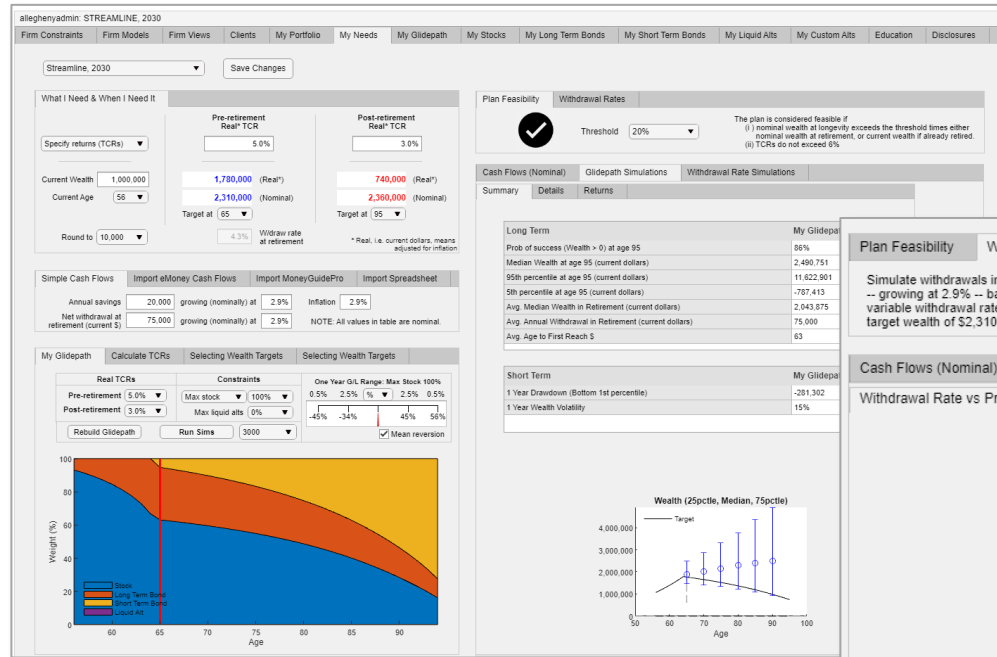 alleghenyadmin: STREAMLINE, 2030
Firm Constraints Firm Models Firm Views Clients My Portfolio My Needs My Glidepath My Stocks My Long Term Bonds My Short Term Bonds My Liquid Alts My Custom Alts Education Disclosures
Streamline, 2030 Save Changes
What I Need & When I Need It
Pre-retirement Real* TCR
Post-retirement Real* TCR
Specify returns (TCRs) 5.0% 3.0%
Current Wealth 1,000,000 1,780,000 (Real*) 740,000 (Real*)
Current Age 56 2,310,000 (Nominal) 2,360,000 (Nominal)
Target at 65 Target at 95
Round to 10,000 4.3% W/draw rate at retirement
* Real, i.e. current dollars, means
adjusted for inflation
Simple Cash Flows Import eMoney Cash Flows Import MoneyGuidePro Import Spreadsheet
Annual savings 20,000 growing (nominally) at 2.9% Inflation 2.9%
Net withdrawal at
retirement (current $) 75,000 growing (nominally) at 2.9% NOTE: All values in table are nominal.
My Glidepath Calculate TCRs Selecting Wealth Targets Selecting Wealth Targets
Real TCRs Constraints One Year G/L Range: Max Stock 100%
Pre-retirement 5.0% Max stock 100% 0.5% 2.5% % 2.5% 0.5%
Post-retirement 3.0% Max liquid alts 0% -45% -34% 45% 56%
Rebuild Glidepath Run Sims 3000 Mean reversion
Weight (%)
100
80
60
40
20
0
Stock
Long Term Bond
Short Term Bond
Liquid Alt
60 65 70 75 80 85 90
Age
Plan Feasibility Withdrawal Rates
Threshold 20%
The plan is considered feasible if
(i ) nominal wealth at longevity exceeds the threshold times either
nominal wealth at retirement, or current wealth if already retired.
(ii) TCRs do not exceed 6%
Cash Flows (Nominal) Glidepath Simulations Withdrawal Rate Simulations
Summary Details Returns
Long Term My Glidepat
Prob of success (Wealth > 0) at age 95 86%
Median Wealth at age 95 (current dollars) 2,490,751
95th percentile at age 95 (current dollars) 11,622,901
5th percentile at age 95 (current dollars) -787,413
Avg. Median Wealth in Retirement (current dollars) 2,043,875
Avg. Annual Withdrawal in Retirement (current dollars) 75,000
Avg. Age to First Reach $ 63
Short Term My Glidepat
1 Year Drawdown (Bottom 1st percentile) -281,302
1 Year Wealth Volatility 15%
Wealth (25pctle, Median, 75pctle)
Target
4,000,000
3,000,000
2,000,000
1,000,000
0
50 60 70 80 90 100
Age
Plan Feasibility W
Simulate withdrawals in
-- growing at 2.9% -- ba
variable withdrawal rate
target wealth of $2,310
Cash Flows (Nominal)
Withdrawal Rate vs Pr